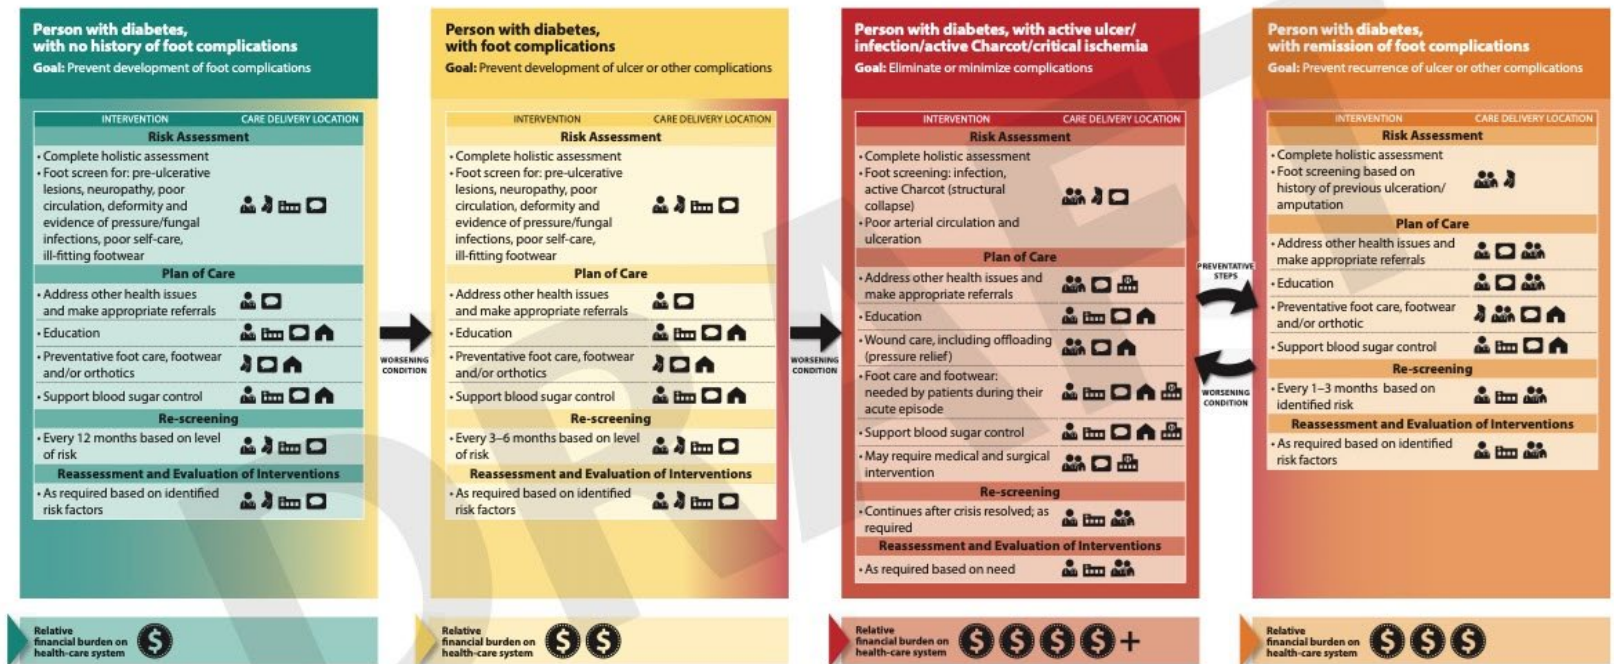 Person with diabetes,
with no history of foot complications
Goal: Prevent development of foot complications
INTERVENTION CARE DELIVERY LOCATION
Risk Assessment
• Complete holistic assessment
• Foot screen for: pre-ulcerative
lesions, neuropathy, poor
circulation, deformity and
evidence of pressure/fungal
infections, poor self-care,
ill-fitting footwear
Plan of Care
• Address other health issues
and make appropriate referrals
• Education
• Preventative foot care, footwear
and/or orthotics
• Support blood sugar control
Re-screening
• Every 12 months based on level
of risk
Reassessment and Evaluation of Interventions
• As required based on identified
risk factors
Relative
financial burden on
health-care system
$
WORSENING
CONDITION
Person with diabetes,
with foot complications
Goal: Prevent development of ulcer or other complications
INTERVENTION CARE DELIVERY LOCATION
Risk Assessment
• Complete holistic assessment
• Foot screen for: pre-ulcerative
lesions, neuropathy, poor
circulation, deformity and
evidence of pressure/fungal
infections, poor self-care,
ill-fitting footwear
Plan of Care
• Address other health issues
and make appropriate referrals
• Education
• Preventative foot care, footwear
and/or orthotics
• Support blood sugar control
Re-screening
• Every 3–6 months based on level
of risk
Reassessment and Evaluation of Interventions
• As required based on identified
risk factors
Relative
financial burden on
health-care system
$ $
WORSENING
CONDITION
Person with diabetes, with active ulcer/
infection/active Charcot/critical ischemia
Goal: Eliminate or minimize complications
INTERVENTION CARE DELIVERY LOCATION
Risk Assessment
• Complete holistic assessment
• Foot screening: infection,
active Charcot (structural
collapse)
• Poor arterial circulation and
ulceration
Plan of Care
• Address other health issues and
make appropriate referrals
• Education
• Wound care, including offloading
(pressure relief)
• Foot care and footwear:
needed by patients during their
acute episode
• Support blood sugar control
• May require medical and surgical
intervention
Re-screening
• Continues after crisis resolved; as
required
Reassessment and Evaluation of Interventions
• As required based on need
Relative
financial burden on
health-care system
$ $ $ $ +
PREVENTATIVE
STEPS
WORSENING
CONDITION
Person with diabetes,
with remission of foot complications
Goal: Prevent recurrence of ulcer or other complications
INTERVENTION CARE DELIVERY LOCATION
Risk Assessment
• Complete holistic assessment
• Foot screening based on
history of previous ulceration/
amputation
Plan of Care
• Address other health issues and
make appropriate referrals
• Education
• Preventative foot care, footwear
and/or orthotic
• Support blood sugar control
Re-screening
• Every 1–3 months based on
identified risk
Reassessment and Evaluation of Interventions
• As required based on identified
risk factors
Relative
financial burden on
health-care system
$ $ $
DRAFT